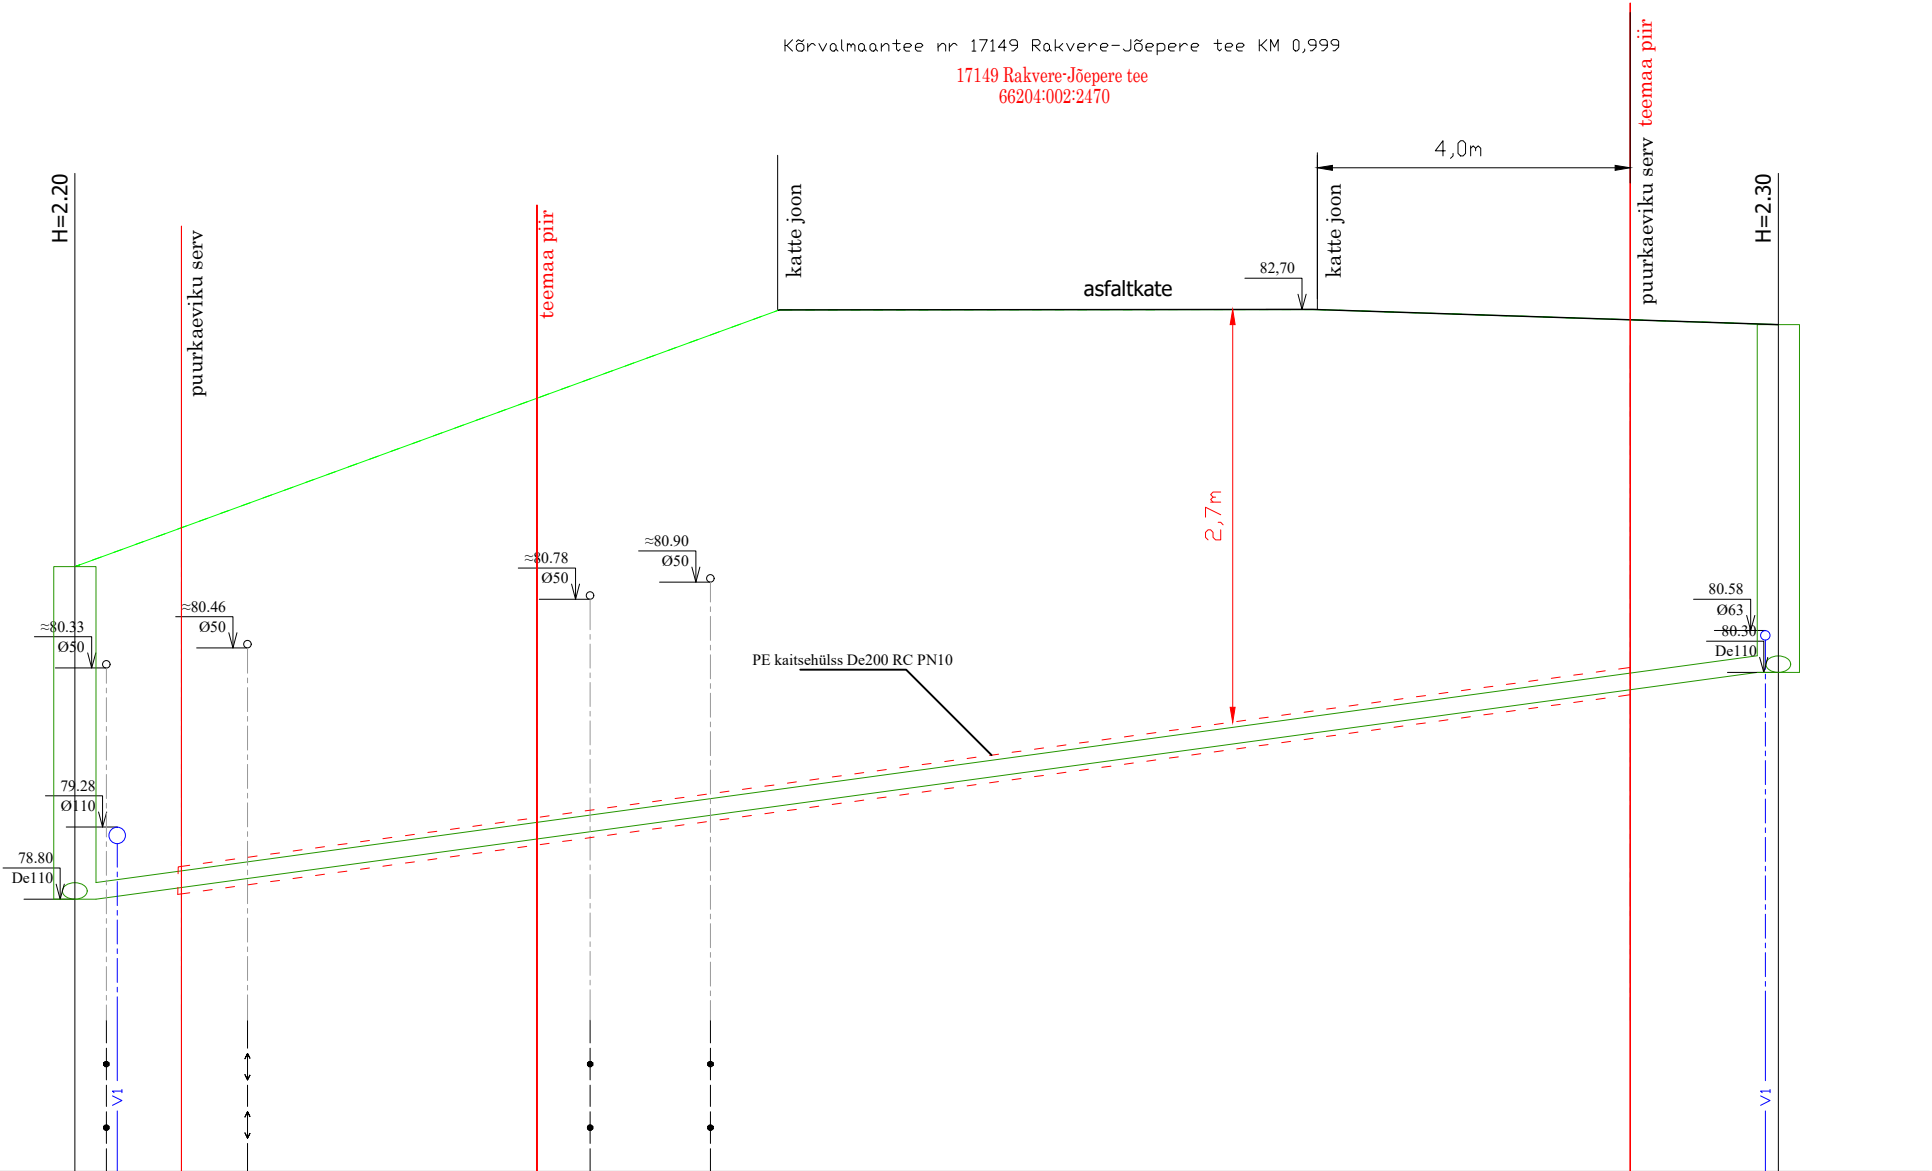 Kõrvalmaantee nr 17149 Rakvere-Jõepere tee KM 0,999
17149 Rakvere-Jõepere tee
66204:002:2470
teemaa piir
puurkaeviku serv
4,0m
H=2.20
puurkaeviku serv
teemaa piir
katte joon
asfaltkate
82,70
katte joon
H=2.30
2,7m
≈80.90
Ø50
≈80.78
Ø50
≈80.46
Ø50
≈80.33
Ø50
80.58
Ø63
80.30
De110
PE kaitsehülss De200 RC PN10
79.28
Ø110
78.80
De110
V1
V1